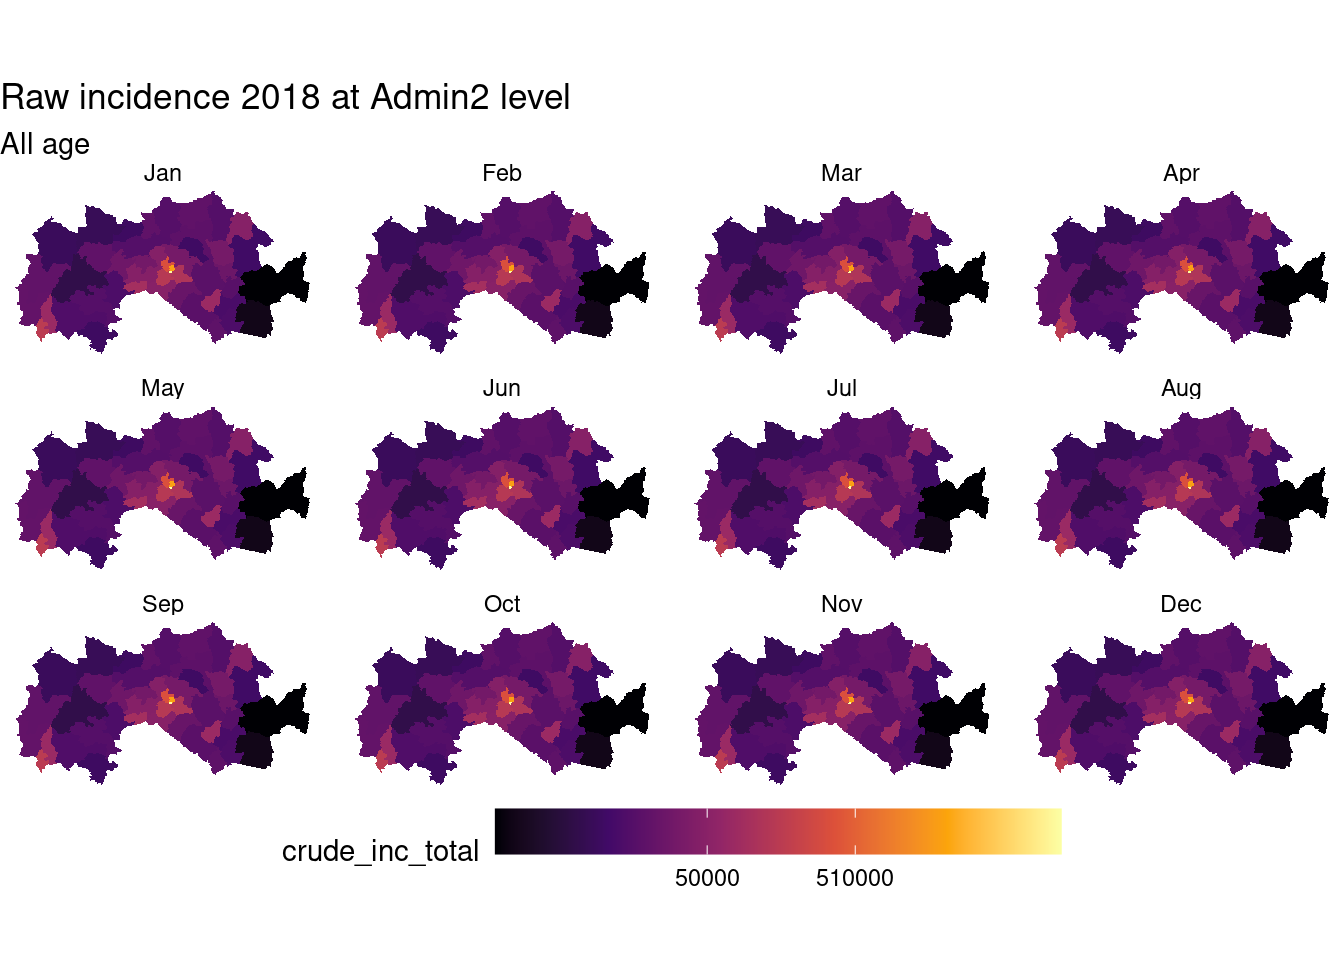 Raw incidence 2018 at Admin2 level
All age
Jan Feb Mar Apr
May Jun Jul Aug
Sep Oct Nov Dec
crude_inc_total
50000 510000